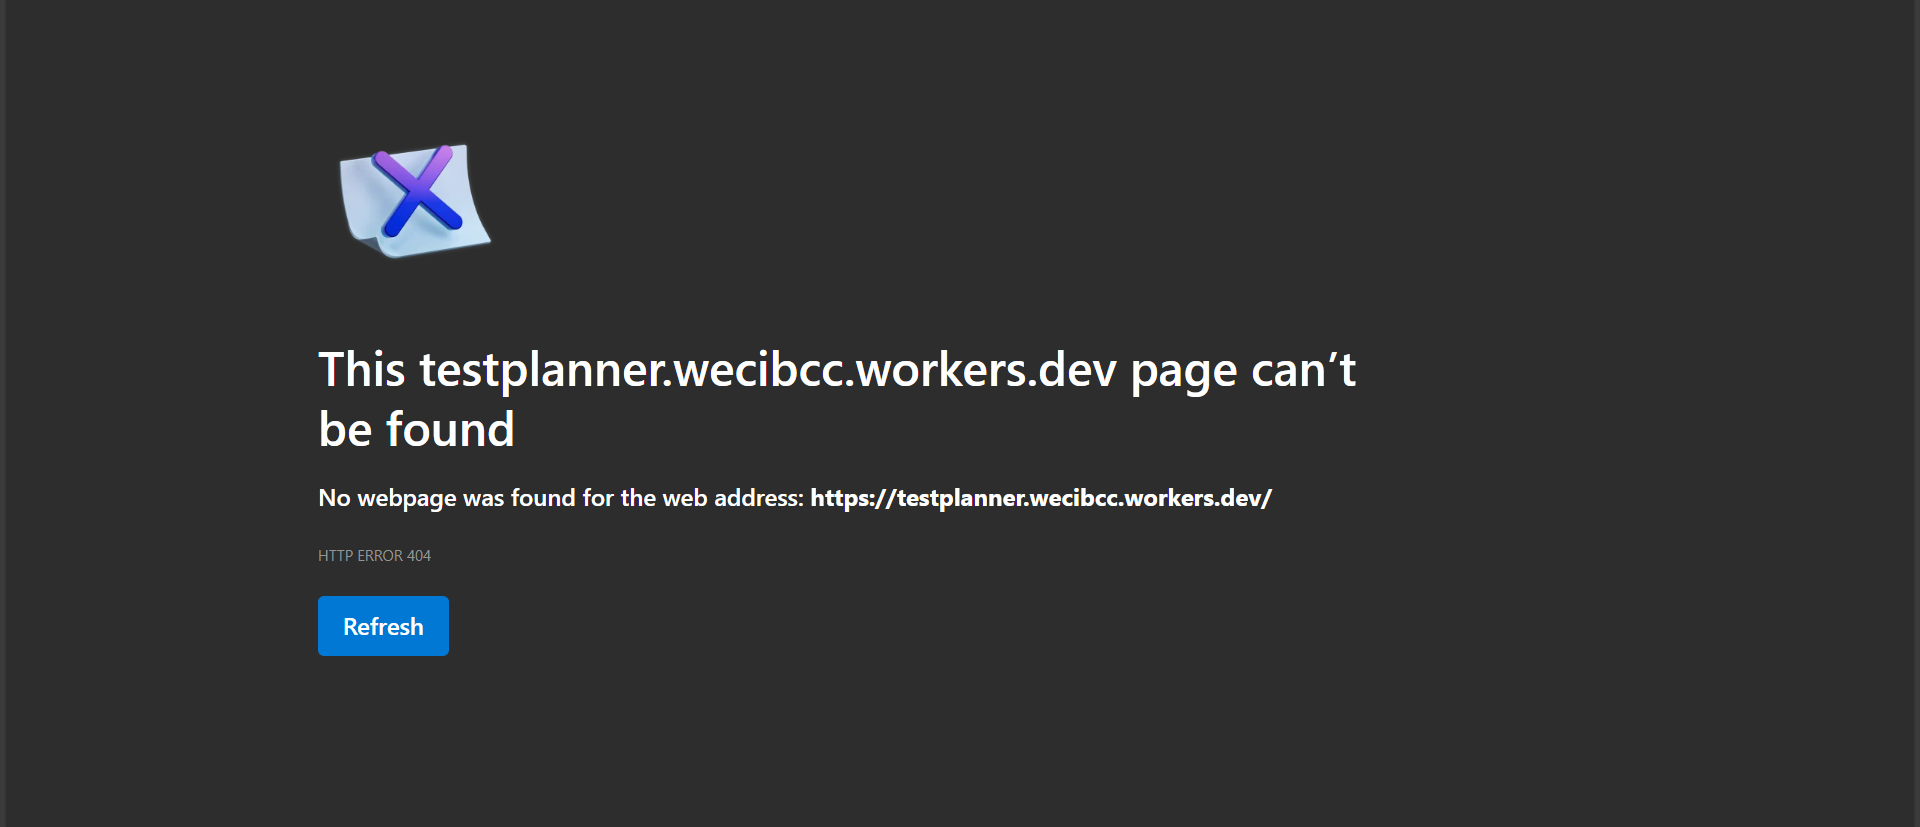 This testplanner.wecibcc.workers.dev page can’t
be found
No webpage was found for the web address: https://testplanner.wecibcc.workers.dev/
HTTP ERROR 404
Refresh